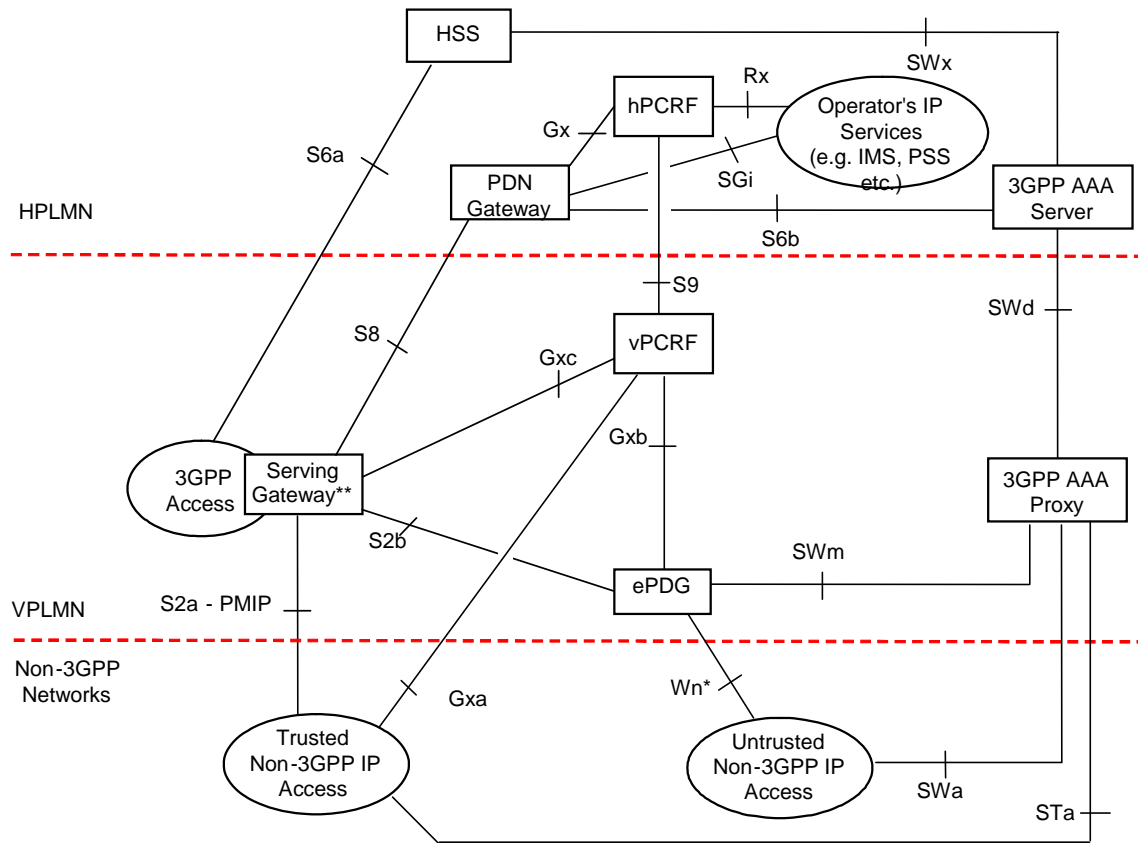 HSS
SWx
Rx
hPCRF
Operator's IP
Services
(e.g. IMS, PSS
etc.)
Gx
S6a
SGi
PDN
Gateway
3GPP AAA
Server
HPLMN
S6b
S9
SWd
S8
vPCRF
Gxc
Gxb
3GPP
Access
Serving
Gateway**
3GPP AAA
Proxy
S2b
SWm
ePDG
S2a - PMIP
VPLMN
Non-3GPP
Networks
Gxa
Wn*
Trusted
Non-3GPP IP
Access
Untrusted
Non-3GPP IP
Access
SWa
STa